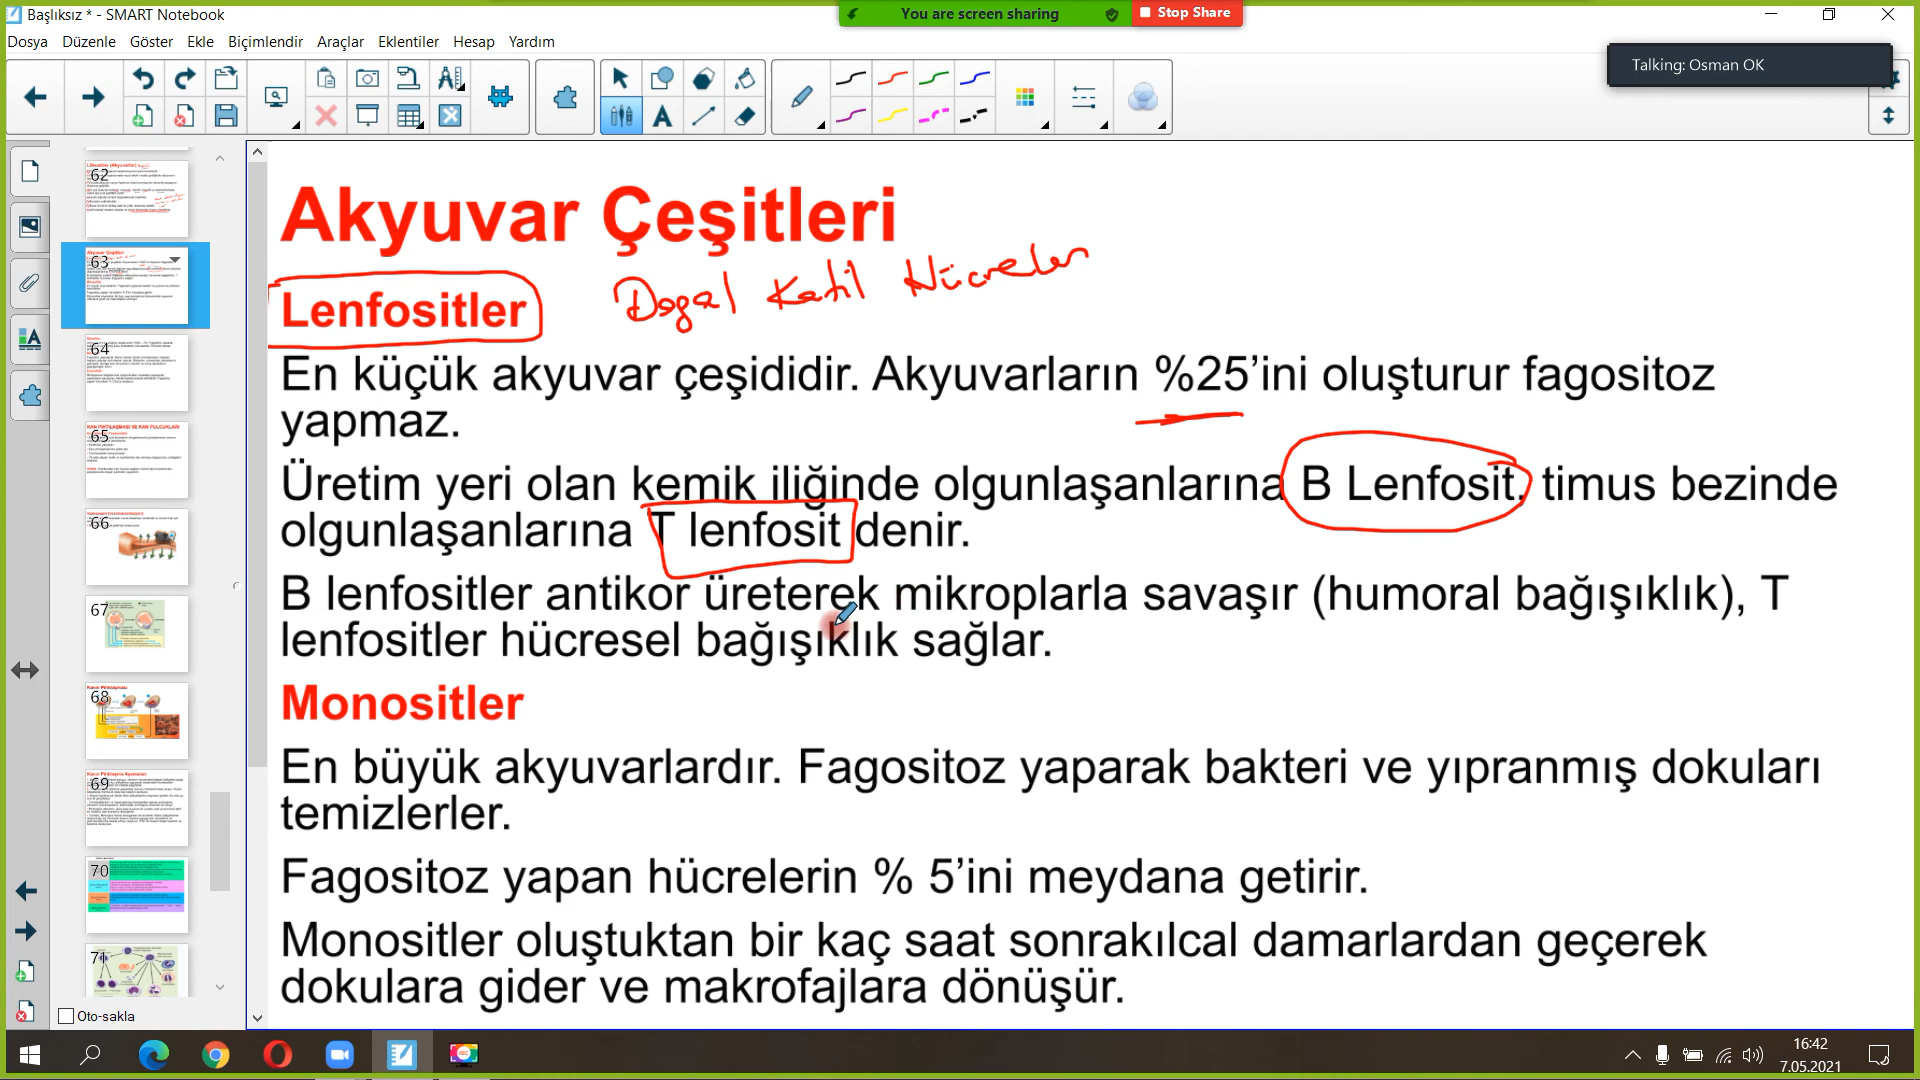 Başlıksız * - SMART Notebook
You are screen sharing
Stop Share
Dosya Düzenle Göster Ekle Biçimlendir Araçlar Eklentiler Hesap Yardım
Talking: Osman OK
62
63
64
65
KAN PIHTILAŞMASI VE KAN PULCUKLARI
66
67
68
69
70
71
Oto-sakla
Akyuvar Çeşitleri
Doğal Katil Hücreler
Lenfositler
En küçük akyuvar çeşididir. Akyuvarların %25’ini oluşturur fagositoz
yapmaz.
Üretim yeri olan kemik iliğinde olgunlaşanlarına B Lenfosit, timus bezinde
olgunlaşanlarına T lenfosit denir.
B lenfositler antikor üreterek mikroplarla savaşır (humoral bağışıklık), T
lenfositler hücresel bağışıklık sağlar.
Monositler
En büyük akyuvarlardır. Fagositoz yaparak bakteri ve yıpranmış dokuları
temizlerler.
Fagositoz yapan hücrelerin % 5’ini meydana getirir.
Monositler oluştuktan bir kaç saat sonrakılcal damarlardan geçerek
dokulara gider ve makrofajlara dönüşür.
16:42
7.05.2021